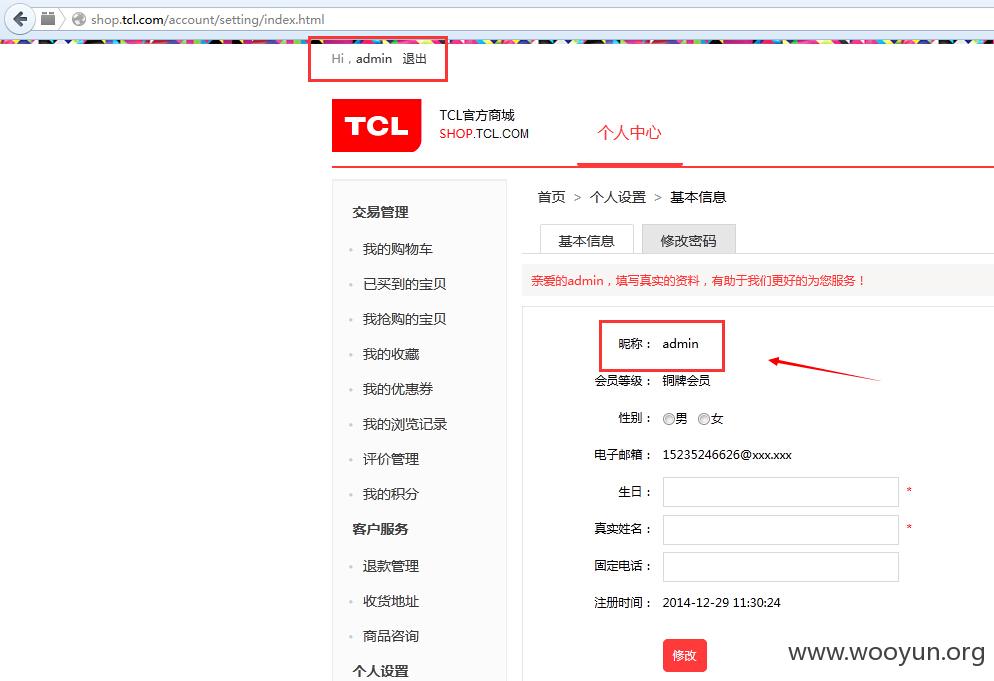 shop.tcl.com/account/setting/index.html
Hi，admin 退出
TCL
TCL官方商城
SHOP.TCL.COM
个人中心
交易管理
我的购物车
已买到的宝贝
我抢购的宝贝
我的收藏
我的优惠券
我的浏览记录
评价管理
我的积分
客户服务
退款管理
收货地址
商品咨询
个人设置
首页 > 个人设置 > 基本信息
基本信息 修改密码
亲爱的admin，填写真实的资料，有助于我们更好的为您服务！
昵称： admin
会员等级： 铜牌会员
性别： 男 女
电子邮箱： 15235246626@xxx.xxx
生日： *
真实姓名： *
固定电话：
注册时间： 2014-12-29 11:30:24
修改
www.wooyun.org